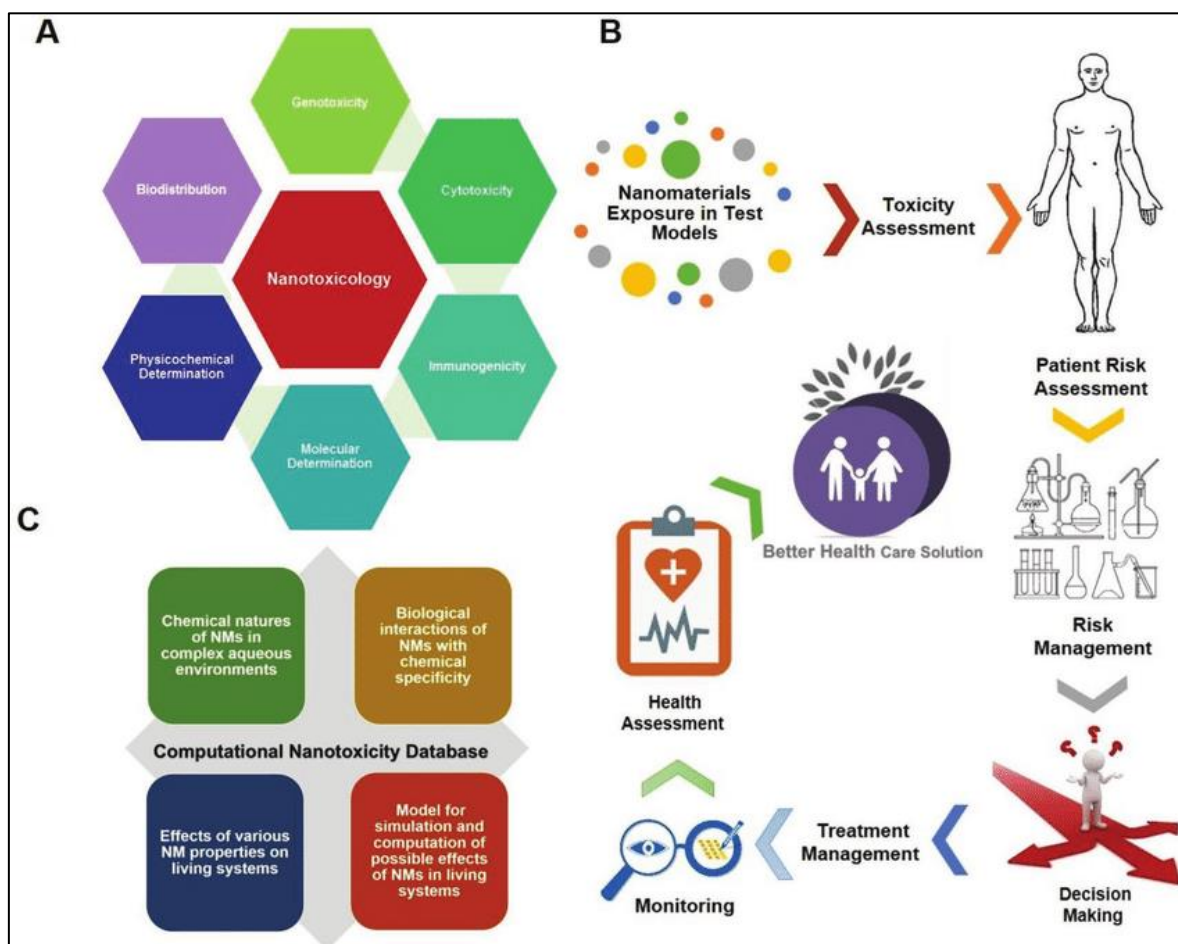 A
Genotoxicity
Biodistribution
Cytotoxicity
Nanotoxicology
Physicochemical
Determination
Immunogenicity
Molecular
Determination
B
Nanomaterials
Exposure in Test
Models
Toxicity
Assessment
Patient Risk
Assessment
Risk
Management
? ? ?
Decision
Making
Treatment
Management
Monitoring
Health
Assessment
Better Health Care Solution
C
Chemical natures
of NMs in
complex aqueous
environments
Biological
interactions of
NMs with
chemical
specificity
Computational Nanotoxicity Database
Effects of various
NM properties on
living systems
Model for
simulation and
computation of
possible effects
of NMs in living
systems